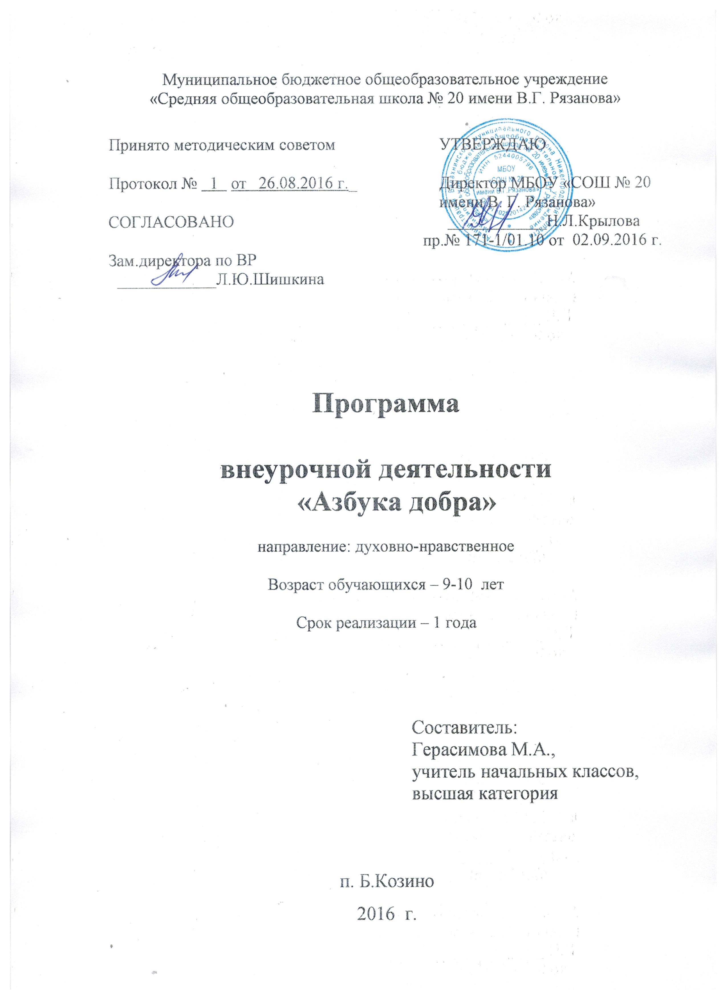 Муниципальное бюджетное общеобразовательное учреждение
«Средняя общеобразовательная школа № 20 имени В.Г. Рязанова»
Принято методическим советом
Протокол № 1 от 26.08.2016 г.
СОГЛАСОВАНО
Зам.директора по ВР
Л.Ю.Шишкина
УТВЕРЖДАЮ
Директор МБОУ «СОШ № 20
имени В. Г. Рязанова»
Н.Л.Крылова
пр.№ 171-1/01.10 от 02.09.2016 г.
ИНН 5244005796
МБОУ
«СОШ № 20
имени В.Г.Рязанова»
Программа
внеурочной деятельности
«Азбука добра»
направление: духовно-нравственное
Возраст обучающихся – 9-10 лет
Срок реализации – 1 года
Составитель:
Герасимова М.А.,
учитель начальных классов,
высшая категория
п. Б.Козино
2016 г.